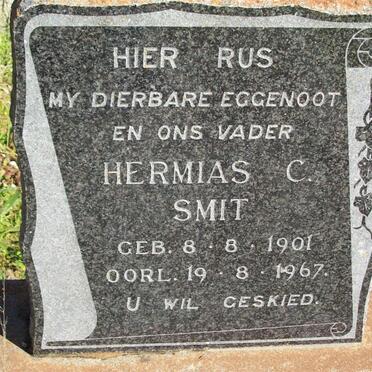 HIER RUS
MY DIERBARE EGGENOOT
EN ONS VADER
HERMIAS C.
SMIT
GEB. 8 · 8 · 1901
OORL. 19 · 8 · 1967.
U WIL GESKIED.